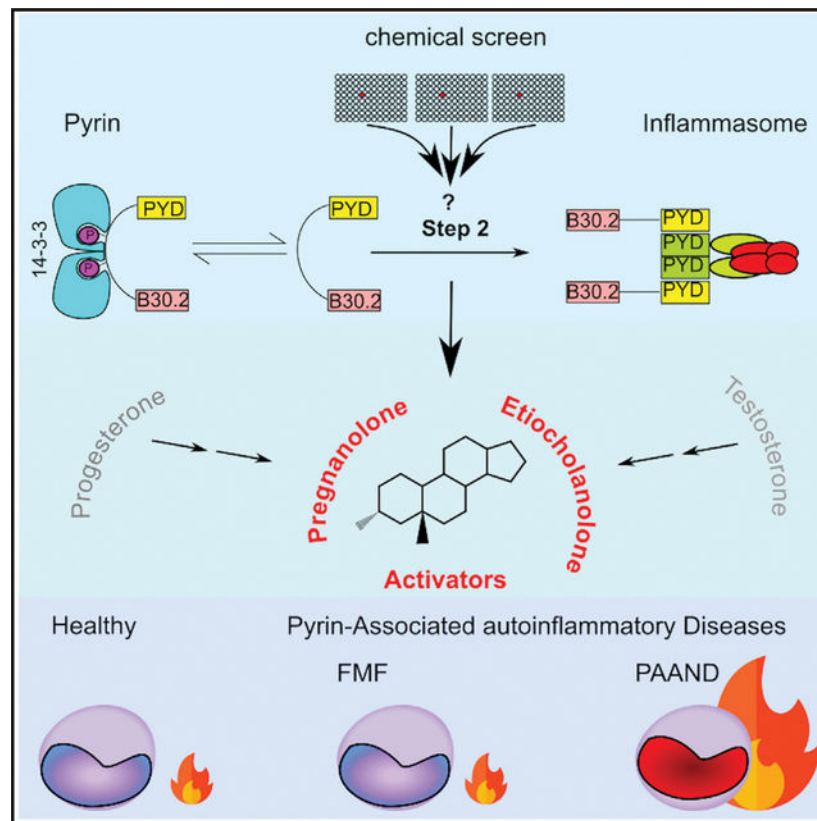 chemical screen
Pyrin
Inflammasome
14-3-3
P
P
PYD
B30.2
PYD
B30.2
?
Step 2
B30.2
PYD
PYD
PYD
B30.2
PYD
Progesterone
Pregnanolone
Etiocholanolone
Testosterone
Activators
Healthy
Pyrin-Associated autoinflammatory Diseases
FMF
PAAND